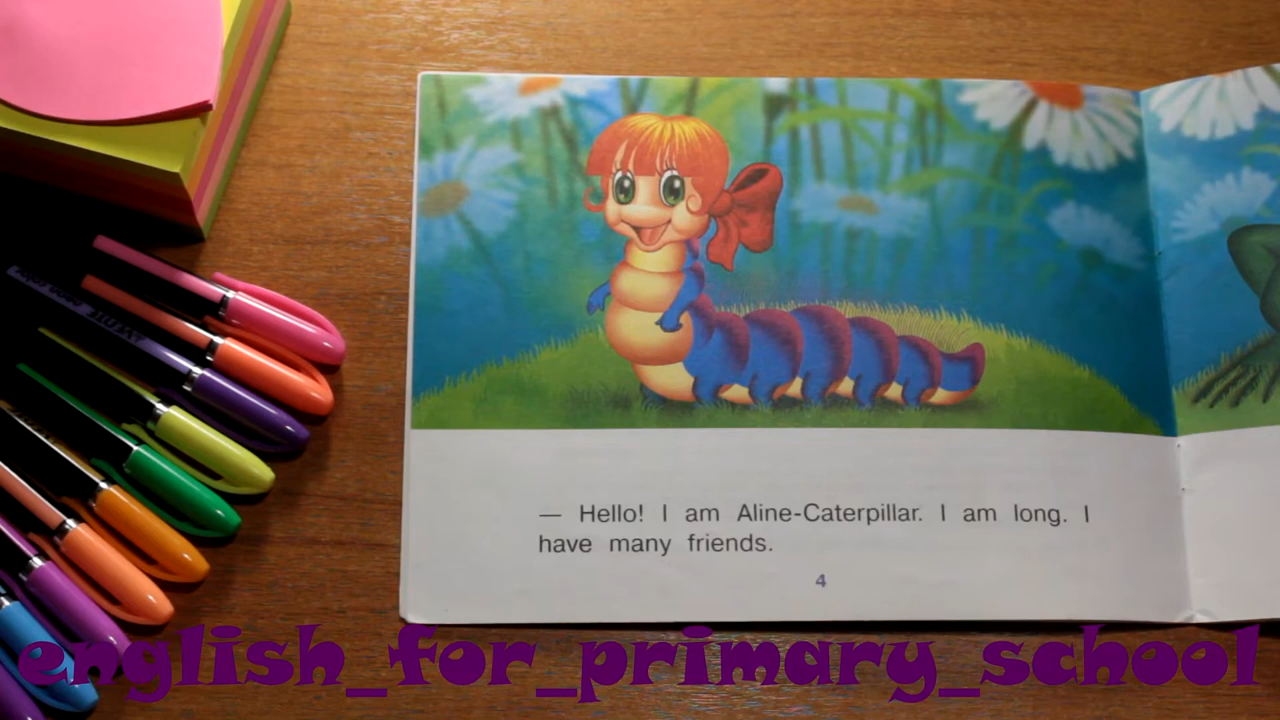 — Hello! I am Aline-Caterpillar. I am long. I
have many friends.
4
english_for_primary_school